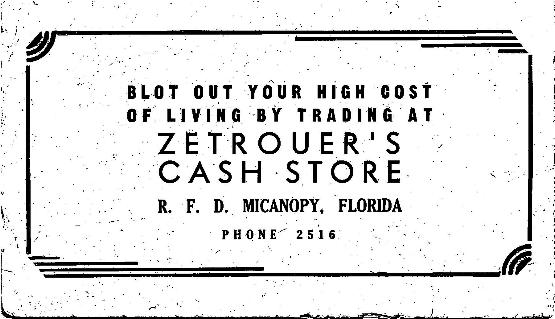 BLOT OUT YOUR HIGH COST
OF LIVING BY TRADING AT
ZETROUER'S
CASH STORE
R. F. D. MICANOPY, FLORIDA
PHONE 2516